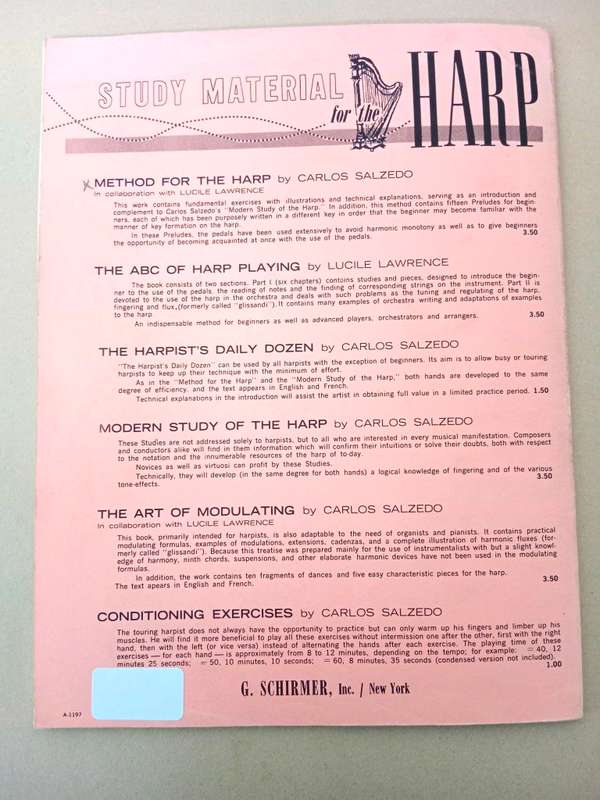 STUDY MATERIAL
for the HARP
METHOD FOR THE HARP by CARLOS SALZEDO
In collaboration with LUCILE LAWRENCE
This work contains fundamental exercises with illustrations and technical explanations, serving as an introduction and
complement to Carlos Salzedo's "Modern Study of the Harp." In addition, this method contains fifteen Preludes for begin-
ners, each of which has been purposely written in a different key in order that the beginner may become familiar with the
manner of key formation on the harp.
In these Preludes, the pedals have been used extensively to avoid harmonic monotony as well as to give beginners
the opportunity of becoming acquainted at once with the use of the pedals. 3.50
THE ABC OF HARP PLAYING by LUCILE LAWRENCE
The book consists of two sections. Part I (six chepters) contains studies and pieces, designed to introduce the begin-
ner to the use of the pedals, the reading of notes and the finding of corresponding strings on the instrument. Part II is
devoted to the use of the harp in the orchestra and deals with such problems as the tuning and regulating of the harp,
fingering and flux, (formerly called "glissandi"). It contains many examples of orchestra writing and adaptations of examples
to the harp
An indispensable method for beginners as well as advanced players, orchestrators and arrangers. 3.50
THE HARPIST'S DAILY DOZEN by CARLOS SALZEDO
"The Harpist's Daily Dozen" can be used by all harpists with the exception of beginners. Its aim is to allow busy or touring
harpists to keep up their technique with the minimum of effort.
As in the "Method for the Harp" and the "Modern Study of the Harp," both hands are developed to the same
degree of efficiency, and the text appears in English and French.
Technical explanations in the introduction will assist the artist in obtaining full value in a limited practice period. 1.50
MODERN STUDY OF THE HARP by CARLOS SALZEDO
These Studies are not addressed solely to harpists, but to all who are interested in every musical manifestation. Composers
and conductors alike will find in them information which will confirm their intuitions or solve their doubts, both with respect
to the notation and the innumerable resources of the harp of to-day.
Novices as well as virtuosi can profit by these Studies.
Technically, they will develop (in the same degree for both hands) a logical knowledge of fingering and of the various
tone-effects. 3.50
THE ART OF MODULATING by CARLOS SALZEDO
In collaboration with LUCILE LAWRENCE
This book, primarily intended for harpists, is also adaptable to the need of organists and pianists. It contains practical
modulating formulas, examples of modulations, extensions, cadenzas, and a complete illustration of harmonic fluxes (for-
merly called "glissandi"). Because this treatise was prepared mainly for the use of instrumentalists with but a slight knowl-
edge of harmony, ninth chords, suspensions, and other elaborate harmonic devices have not been used in the modulating
formulas.
In addition, the work contains ten fragments of dances and five easy characteristic pieces for the harp.
The text appears in English and French. 3.50
CONDITIONING EXERCISES by CARLOS SALZEDO
The touring harpist does not always have the opportunity to practice but can only warm up his fingers and limber up his
muscles. He will find it more beneficial to play all these exercises without intermission one after the other, first with the right
hand, then with the left (or vice versa) instead of alternating the hands after each exercise. The playing time of these
exercises — for each hand — is approximately from 8 to 12 minutes, depending on the tempo; for example: = 40, 12
minutes 25 seconds; = 50, 10 minutes, 10 seconds; = 60, 8 minutes, 35 seconds (condensed version not included).
1.00
G. SCHIRMER, Inc. / New York
A-1197